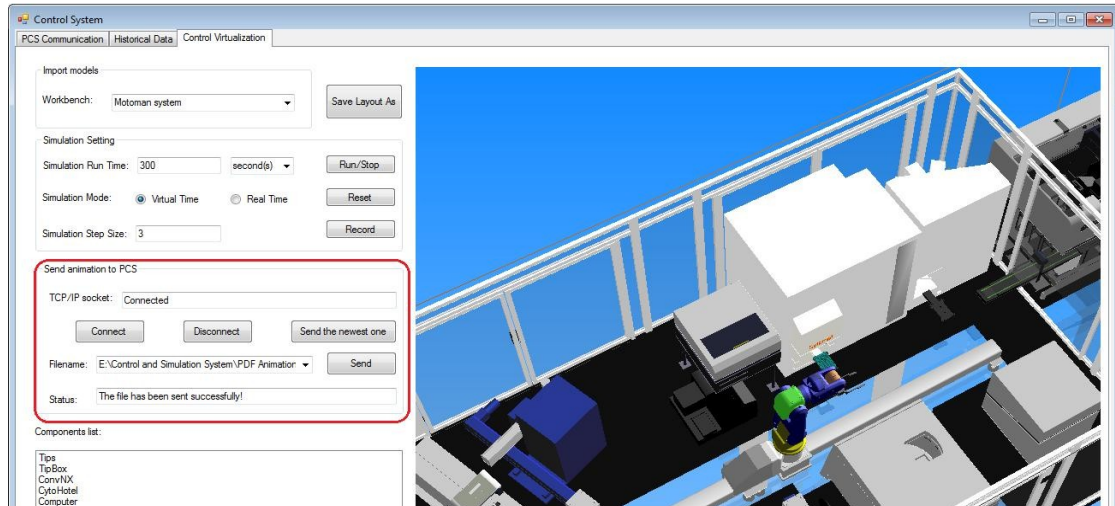 Control System
PCS Communication
Historical Data
Control Virtualization
Import models
Workbench:
Motoman system
Save Layout As
Simulation Setting
Simulation Run Time:
300
second(s)
Run/Stop
Simulation Mode:
Virtual Time
Real Time
Reset
Simulation Step Size:
3
Record
Send animation to PCS
TCP/IP socket:
Connected
Connect
Disconnect
Send the newest one
Filename:
E:\Control and Simulation System\PDF Animation
Send
Status:
The file has been sent successfully!
Components list:
Tips
TipBox
ConvNX
CytoHotel
Computer